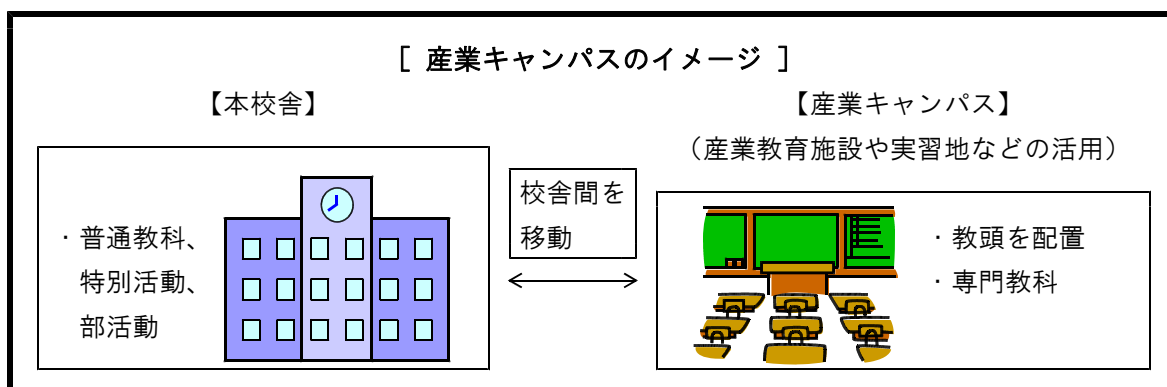 [ 産業キャンパスのイメージ ]
【本校舎】
・普通教科、
特別活動、
部活動
校舎間を
移動
【産業キャンパス】
（産業教育施設や実習地などの活用）
・教頭を配置
・専門教科